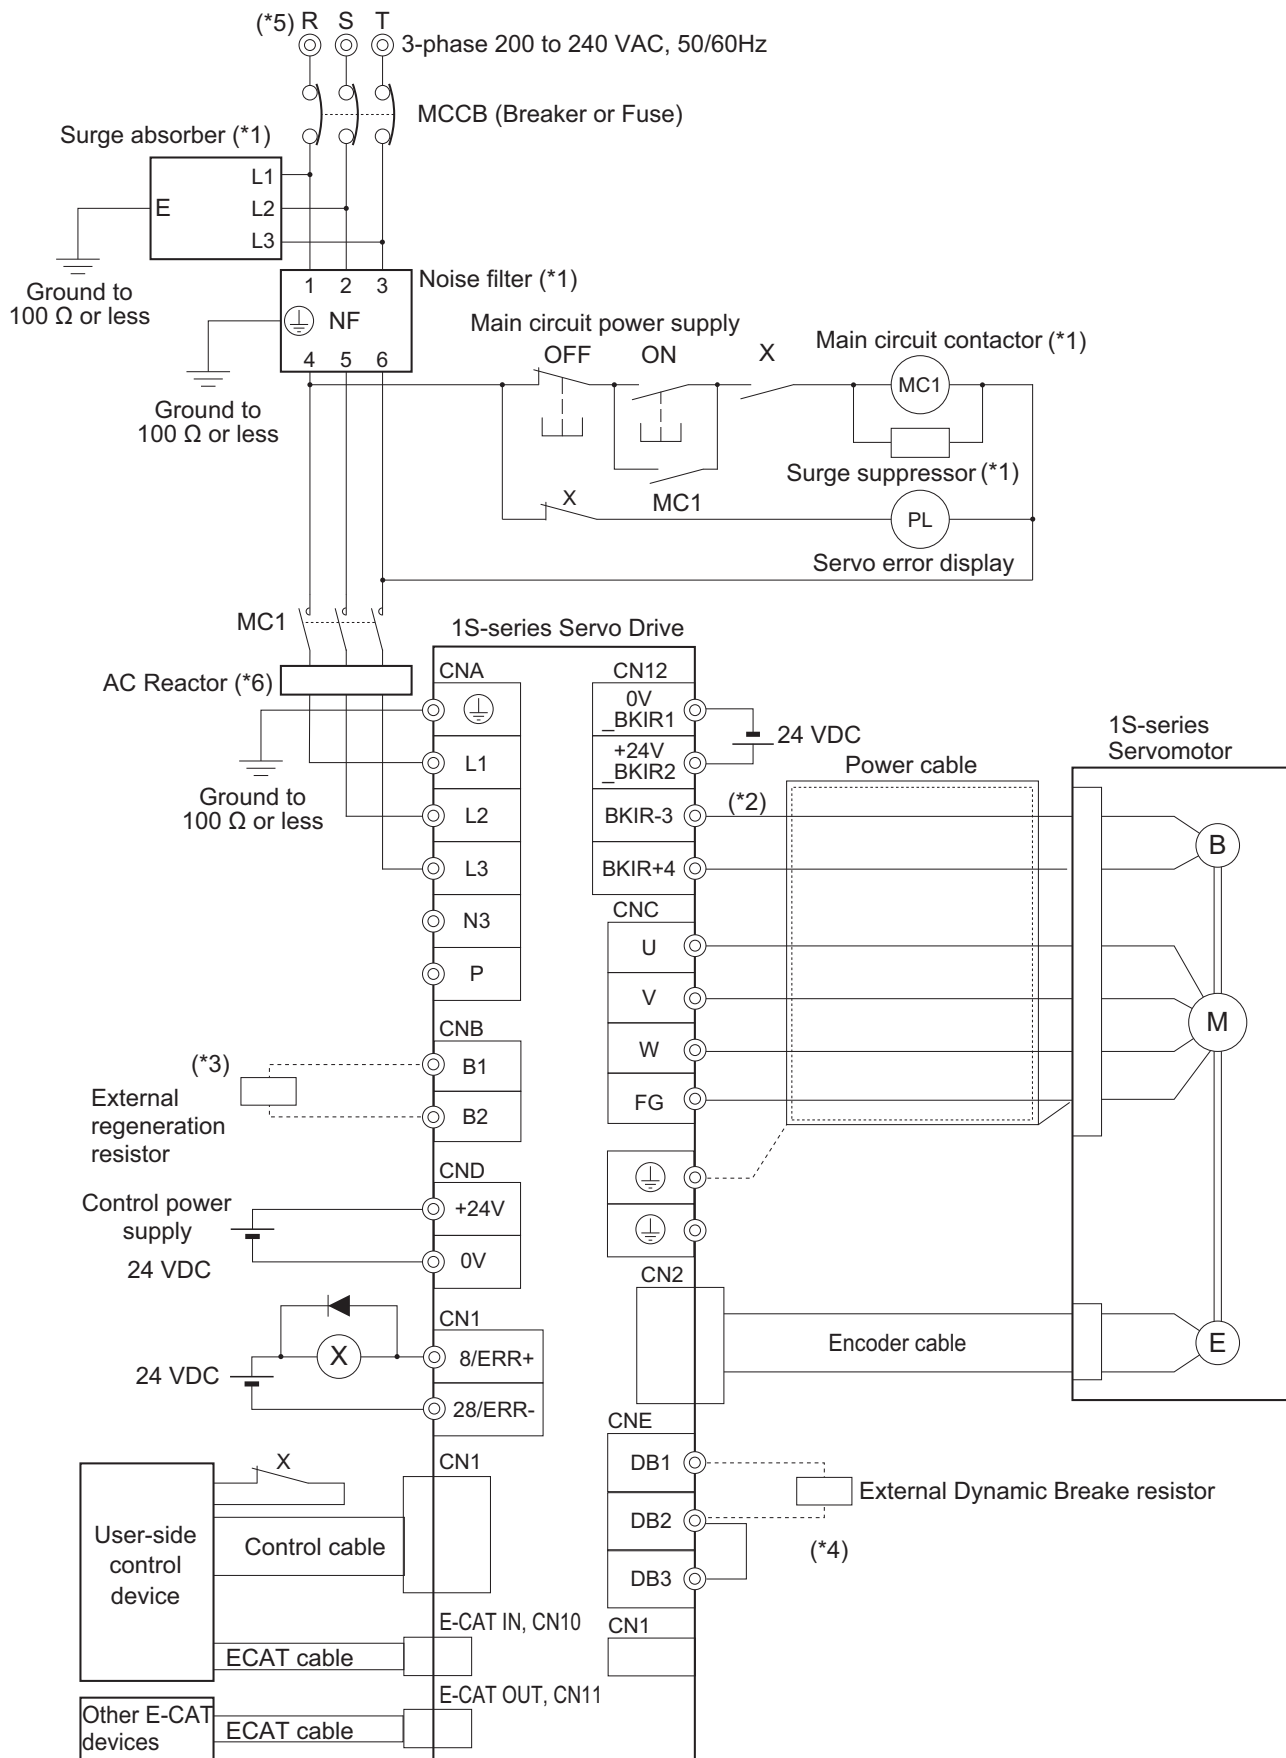 (*5) R S T
3-phase 200 to 240 VAC, 50/60Hz
MCCB (Breaker or Fuse)
Surge absorber (*1)
L1
E L2
L3
Ground to
100 Ω or less
1 2 3
Noise filter (*1)
NF
4 5 6
Ground to
100 Ω or less
Main circuit power supply
OFF ON X
Main circuit contactor (*1)
MC1
Surge suppressor (*1)
MC1
X
PL
Servo error display
MC1
AC Reactor (*6)
Ground to
100 Ω or less
1S-series Servo Drive
CNA
L1
L2
L3
N3
P
CNB
(*3)
B1
B2
External
regeneration
resistor
CND
Control power
supply
24 VDC
+24V
0V
CN1
X
24 VDC
8/ERR+
28/ERR-
X
CN1
User-side
control
device
Control cable
E-CAT IN, CN10
ECAT cable
E-CAT OUT, CN11
Other E-CAT
devices
ECAT cable
CN12
0V
_BKIR1
+24V
_BKIR2
24 VDC
BKIR-3
(*2)
BKIR+4
Power cable
1S-series
Servomotor
B
CNC
U
V
W
FG
M
CN2
Encoder cable
E
CNE
DB1
DB2
DB3
External Dynamic Breake resistor
(*4)
CN1